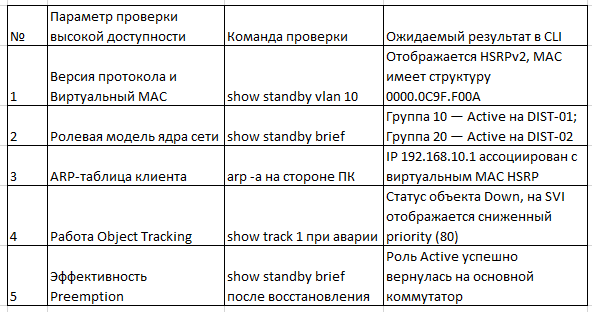 № Параметр проверки высокой доступности Команда проверки Ожидаемый результат в CLI
1 Версия протокола и Виртуальный MAC show standby vlan 10 Отображается HSRPv2, MAC имеет структуру 0000.0C9F.F00A
2 Ролевая модель ядра сети show standby brief Группа 10 — Active на DIST-01; Группа 20 — Active на DIST-02
3 ARP-таблица клиента arp -a на стороне ПК IP 192.168.10.1 ассоциирован с виртуальным MAC HSRP
4 Работа Object Tracking show track 1 при аварии Статус объекта Down, на SVI отображается сниженный priority (80)
5 Эффективность Preemption show standby brief после восстановления Роль Active успешно вернулась на основной коммутатор